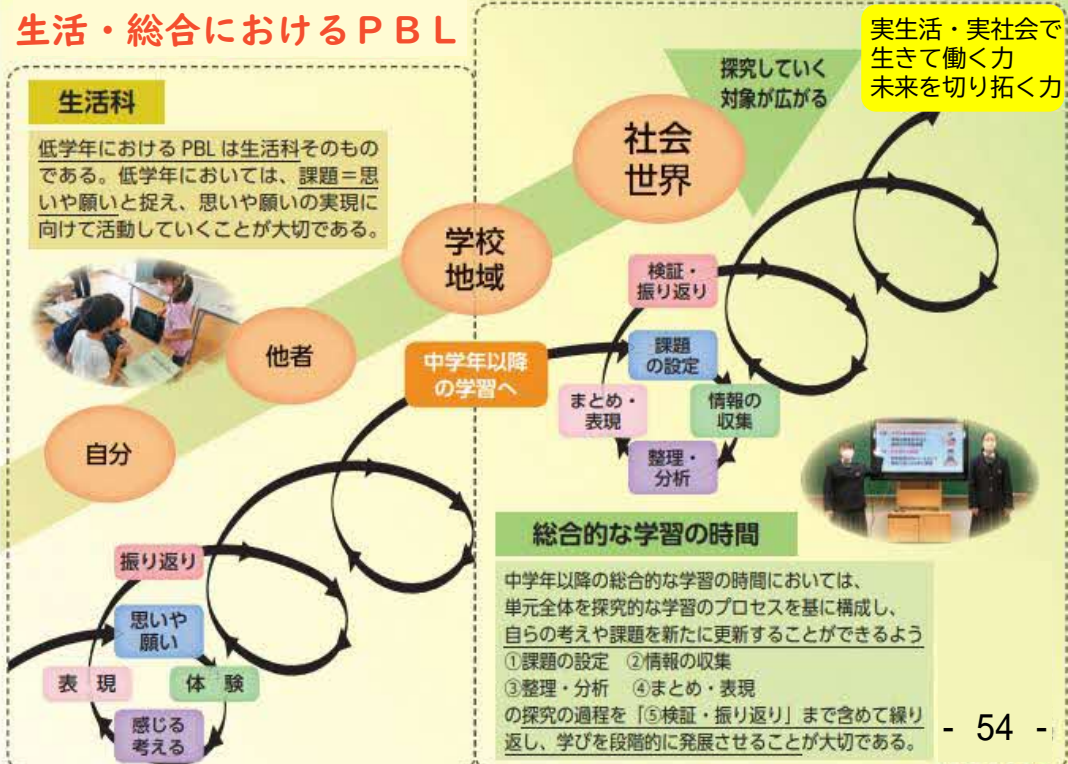 生活・総合におけるＰＢＬ
実生活・実社会で
生きて働く力
未来を切り拓く力
探究していく
対象が広がる
生活科
低学年における PBL は生活科そのもの
である。低学年においては、課題＝思
いや願いと捉え、思いや願いの実現に
向けて活動していくことが大切である。
社会
世界
学校
地域
他者
自分
中学年以降
の学習へ
検証・
振り返り
課題
の設定
まとめ・
表現
情報の
収集
整理・
分析
振り返り
思いや
願い
表 現
体 験
感じる
考える
総合的な学習の時間
中学年以降の総合的な学習の時間においては、
単元全体を探究的な学習のプロセスを基に構成し、
自らの考えや課題を新たに更新することができるよう
①課題の設定 ②情報の収集
③整理・分析 ④まとめ・表現
の探究の過程を「⑤検証・振り返り」まで含めて繰り
返し、学びを段階的に発展させることが大切である。
- 54 -